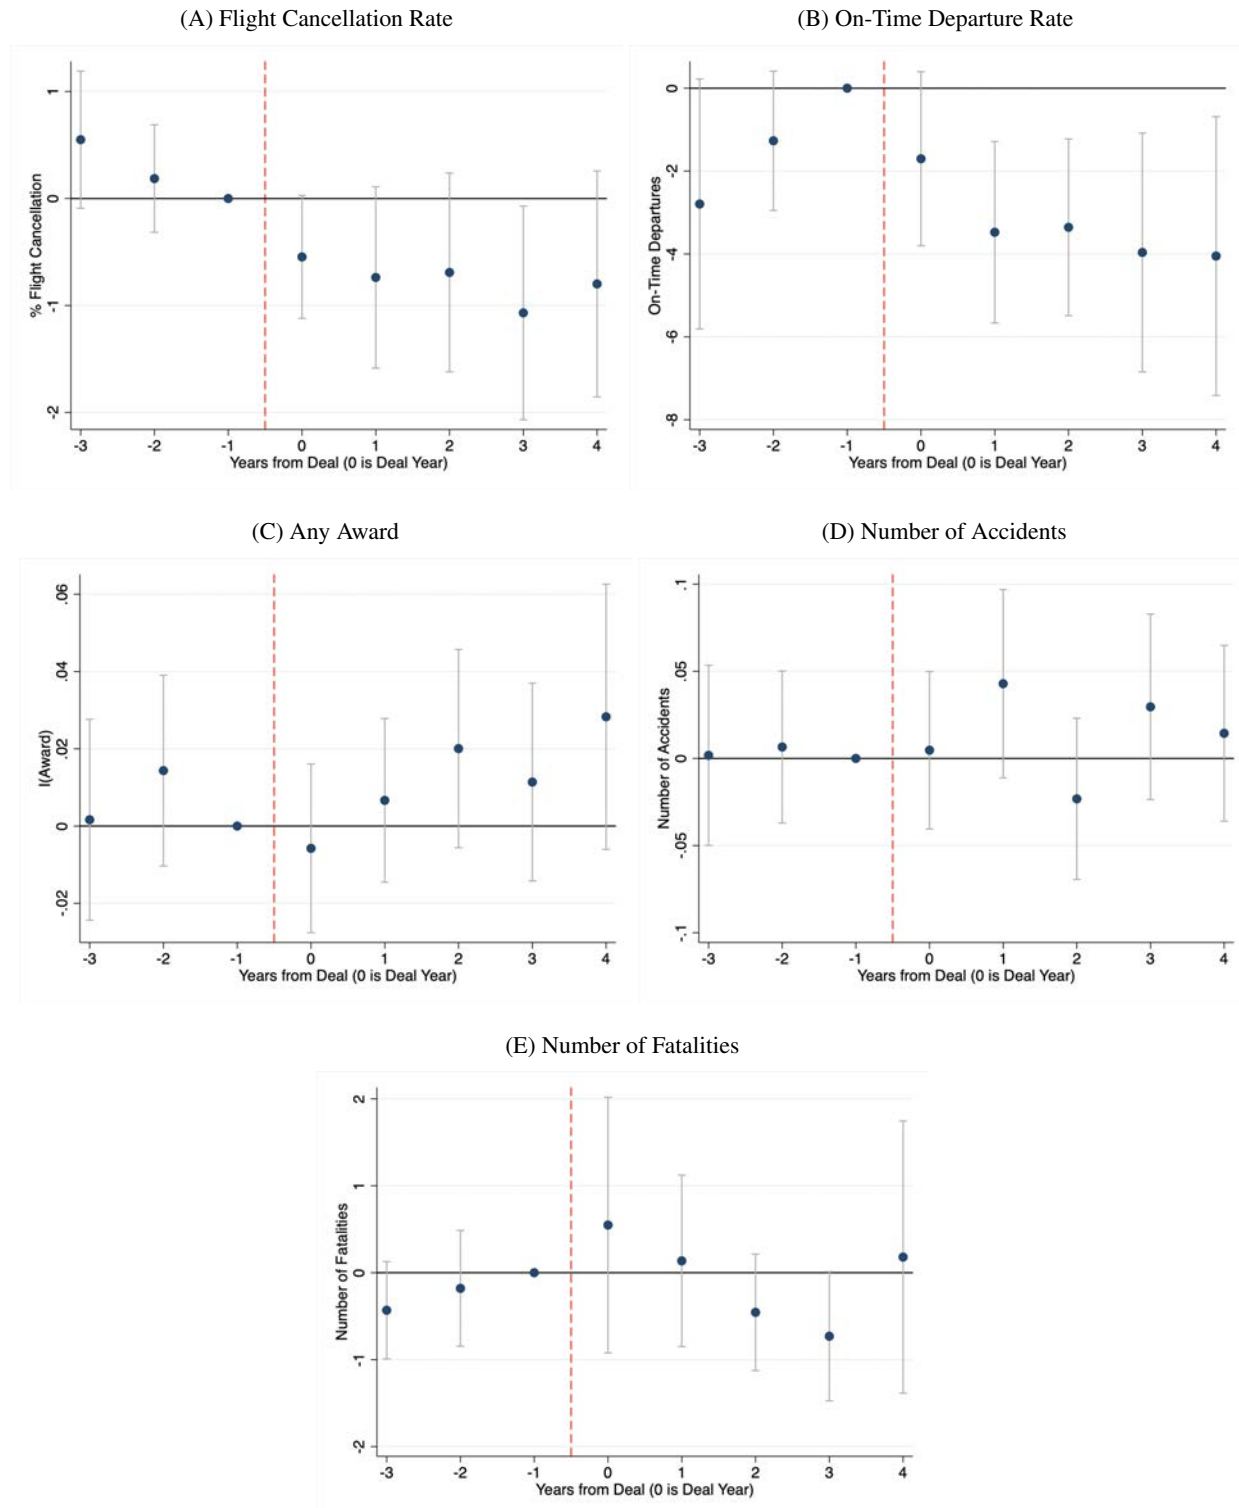 (A) Flight Cancellation Rate
% Flight Cancellation
1
0
-1
-2
-3 -2 -1 0 1 2 3 4
Years from Deal (0 is Deal Year)
(B) On-Time Departure Rate
On-Time Departures
0
-2
-4
-6
-8
-3 -2 -1 0 1 2 3 4
Years from Deal (0 is Deal Year)
(C) Any Award
I(Award)
.06
.04
.02
0
-.02
-3 -2 -1 0 1 2 3 4
Years from Deal (0 is Deal Year)
(D) Number of Accidents
Number of Accidents
.1
.05
0
-.05
-.1
-3 -2 -1 0 1 2 3 4
Years from Deal (0 is Deal Year)
(E) Number of Fatalities
Number of Fatalities
2
1
0
-1
-2
-3 -2 -1 0 1 2 3 4
Years from Deal (0 is Deal Year)